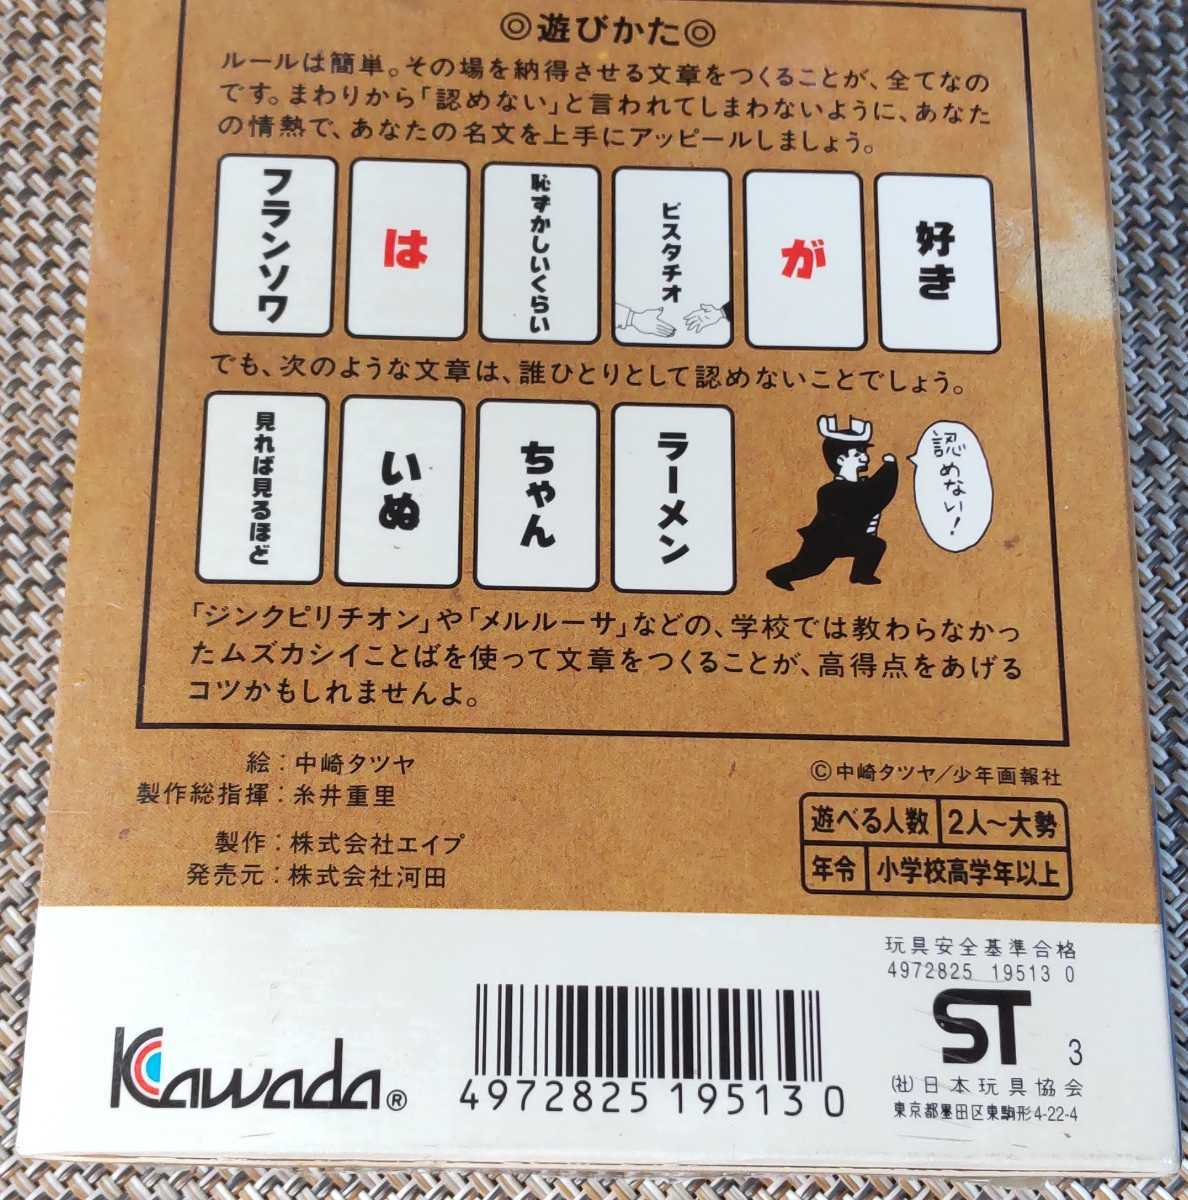 ◎遊びかた◎
ルールは簡単。その場を納得させる文章をつくることが、全てなの
です。まわりから「認めない」と言われてしまわないように、あなた
の情熱で、あなたの名文を上手にアッピールしましょう。
フランソワ
は
恥ずかしいくらい
ピスタチオ
が
好き
でも、次のような文章は、誰ひとりとして認めないことでしょう。
見れば見るほど
いぬ
ちゃん
ラーメン
認めない!
「ジンクピリチオン」や「メルルーサ」などの、学校では教わらなかっ
たムズカシイことばを使って文章をつくることが、高得点をあげる
コツかもしれませんよ。
絵:中崎タツヤ
製作総指揮:糸井重里
製作:株式会社エイプ
発売元:株式会社河田
©中崎タツヤ/少年画報社
遊べる人数 2人~大勢
年令 小学校高学年以上
玩具安全基準合格
4972825 19513 0
ST 3
(社)日本玩具協会
東京都墨田区東駒形4-22-4
Kawada®
4972825 195130